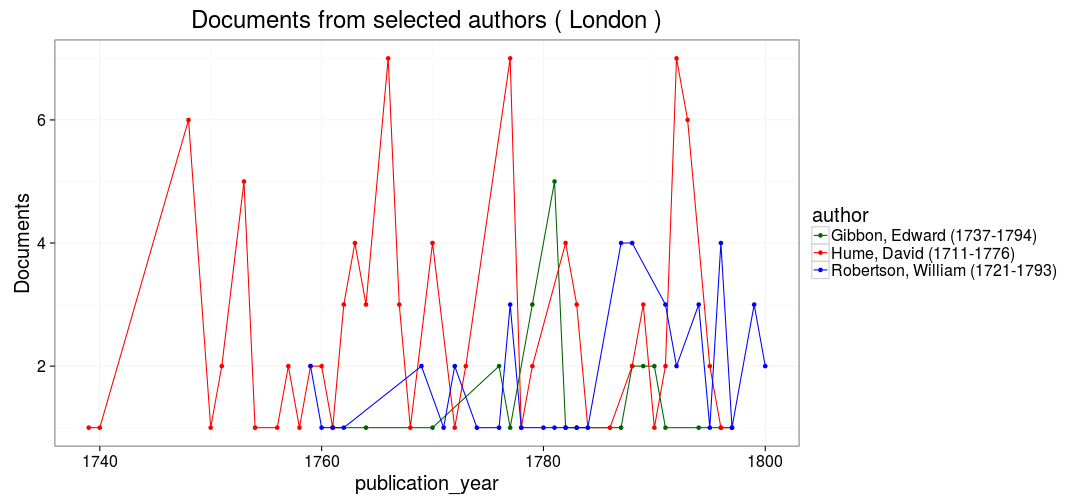 Documents from selected authors ( London )
Documents
6
4
2
1740
1760
1780
1800
publication_year
author
Gibbon, Edward (1737-1794)
Hume, David (1711-1776)
Robertson, William (1721-1793)